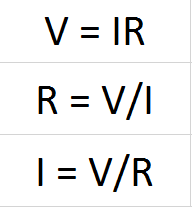 V = IR
R = V/I
I = V/R